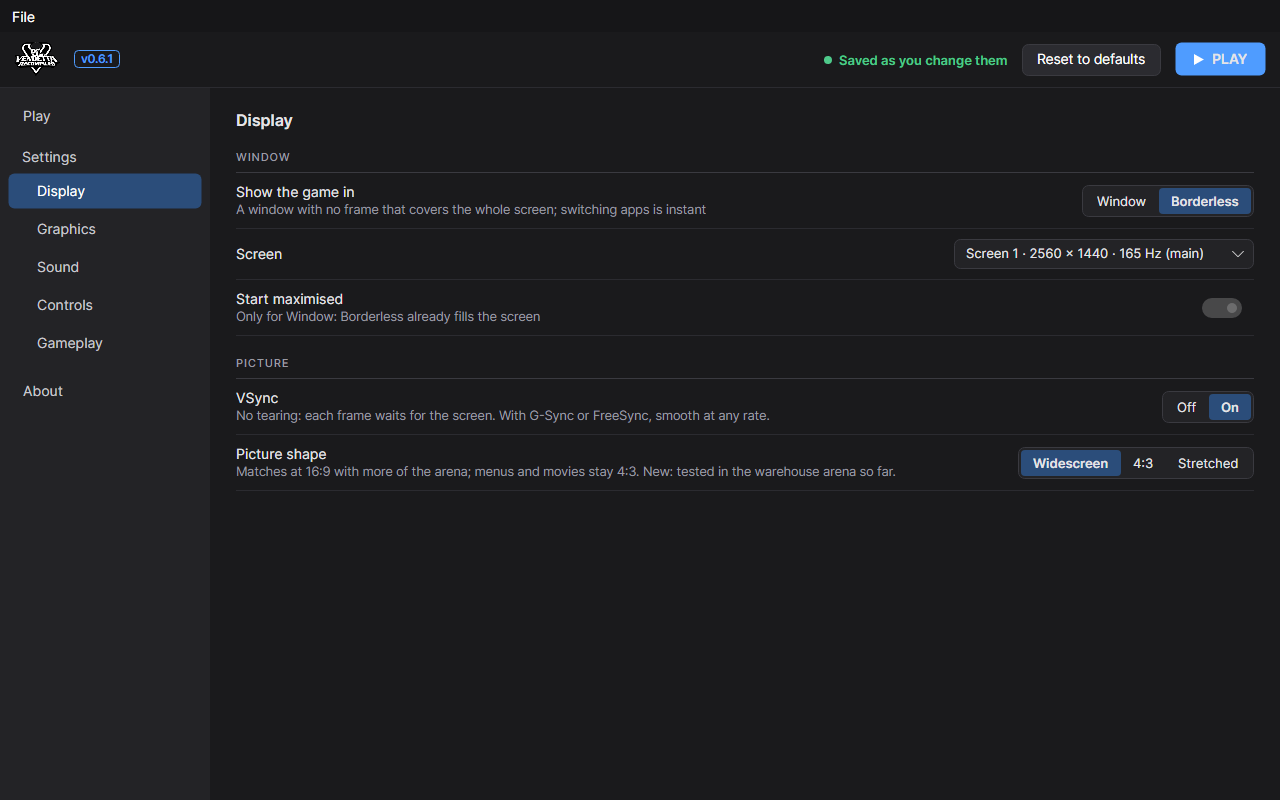 File
VENDETTA
v0.6.1
Saved as you change them
Reset to defaults
PLAY
Play
Settings
Display
Graphics
Sound
Controls
Gameplay
About
Display
WINDOW
Show the game in
A window with no frame that covers the whole screen; switching apps is instant
Window
Borderless
Screen
Screen 1 · 2560 × 1440 · 165 Hz (main)
Start maximised
Only for Window: Borderless already fills the screen
PICTURE
VSync
No tearing: each frame waits for the screen. With G-Sync or FreeSync, smooth at any rate.
Off
On
Picture shape
Matches at 16:9 with more of the arena; menus and movies stay 4:3. New: tested in the warehouse arena so far.
Widescreen
4:3
Stretched